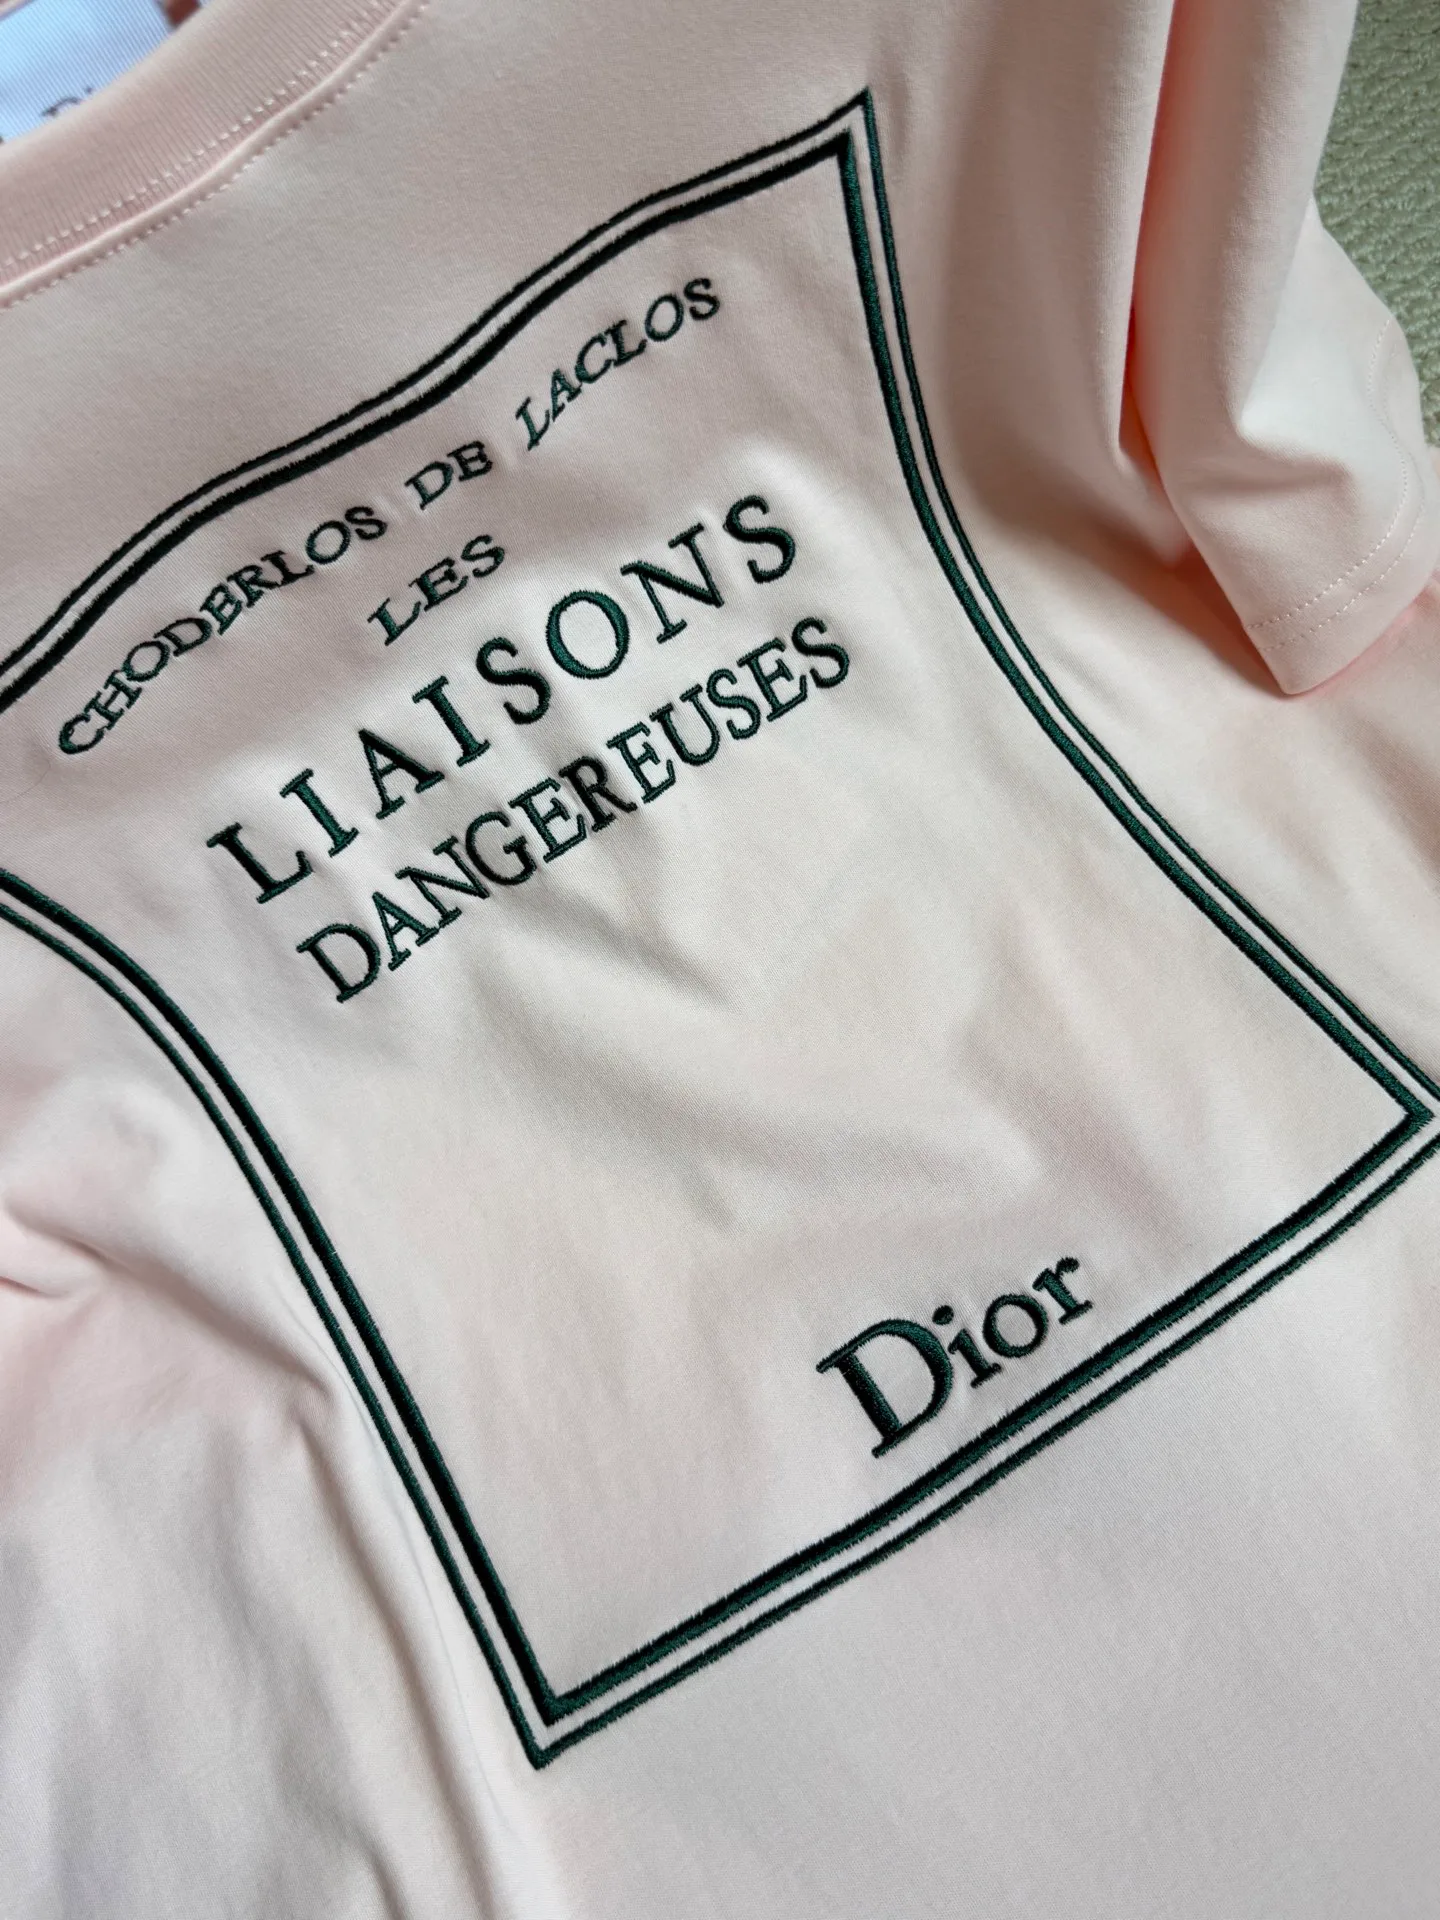 CHODERLOS DE LACLOS
LES
LIAISONS
DANGEREUSES
Dior